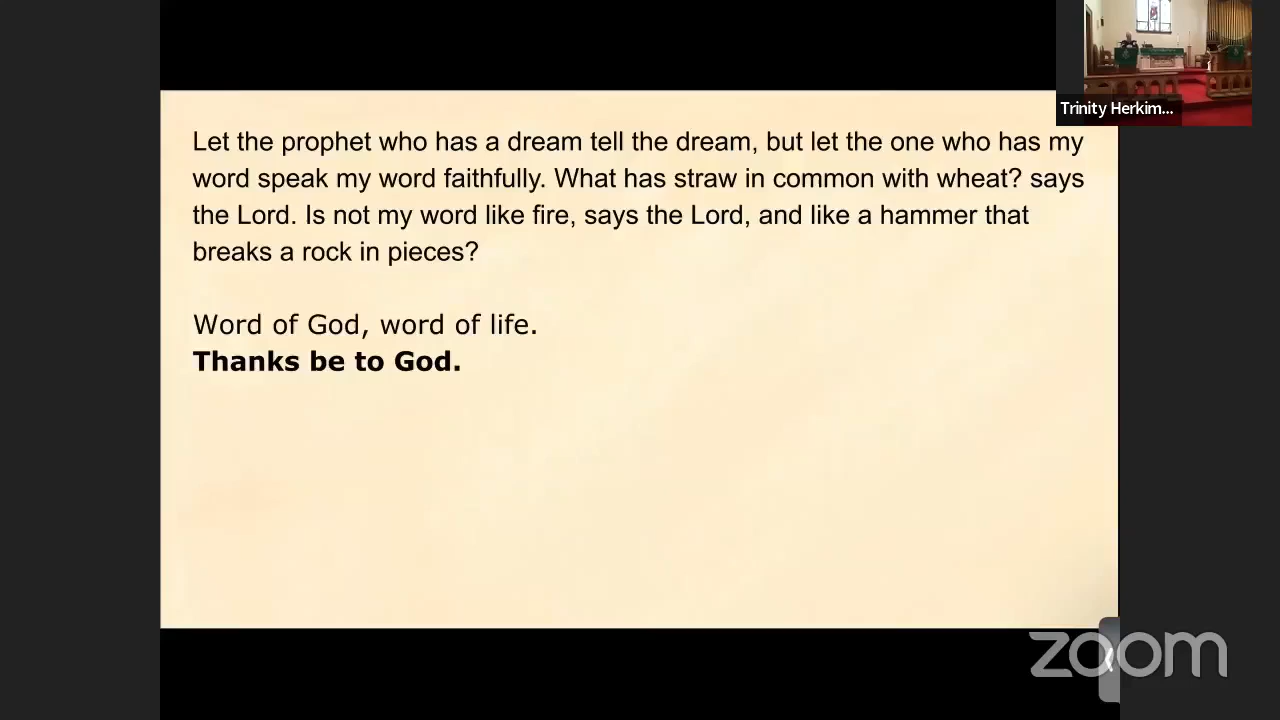 Trinity Herkim...
Let the prophet who has a dream tell the dream, but let the one who has my
word speak my word faithfully. What has straw in common with wheat? says
the Lord. Is not my word like fire, says the Lord, and like a hammer that
breaks a rock in pieces?
Word of God, word of life.
Thanks be to God.
zoom